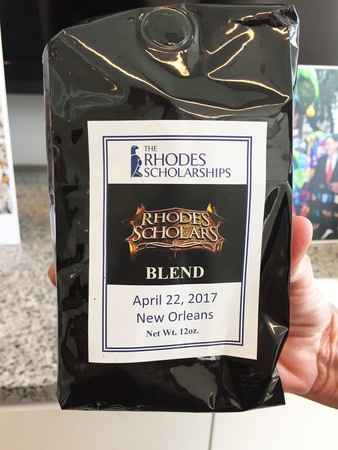 THE
RHODES
SCHOLARSHIPS
RHODES
SCHOLARS
BLEND
April 22, 2017
New Orleans
Net Wt. 12oz.